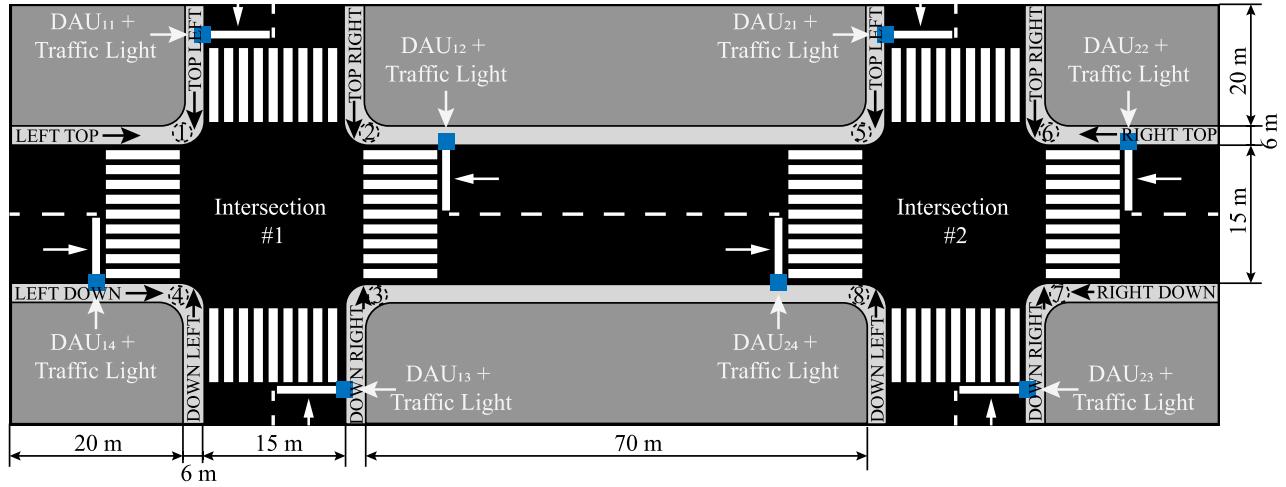 DAU₁₁ +
Traffic Light
TOP LEFT
TOP RIGHT
DAU₁₂ +
Traffic Light
DAU₂₁ +
Traffic Light
TOP LEFT
TOP RIGHT
DAU₂₂ +
Traffic Light
20 m
LEFT TOP
1
2
5
6
RIGHT TOP
6 m
Intersection
#1
Intersection
#2
15 m
LEFT DOWN
4
3
8
7
RIGHT DOWN
DAU₁₄ +
Traffic Light
DOWN LEFT
DOWN RIGHT
DAU₁₃ +
Traffic Light
DAU₂₄ +
Traffic Light
DOWN LEFT
DOWN RIGHT
DAU₂₃ +
Traffic Light
20 m
6 m
15 m
70 m